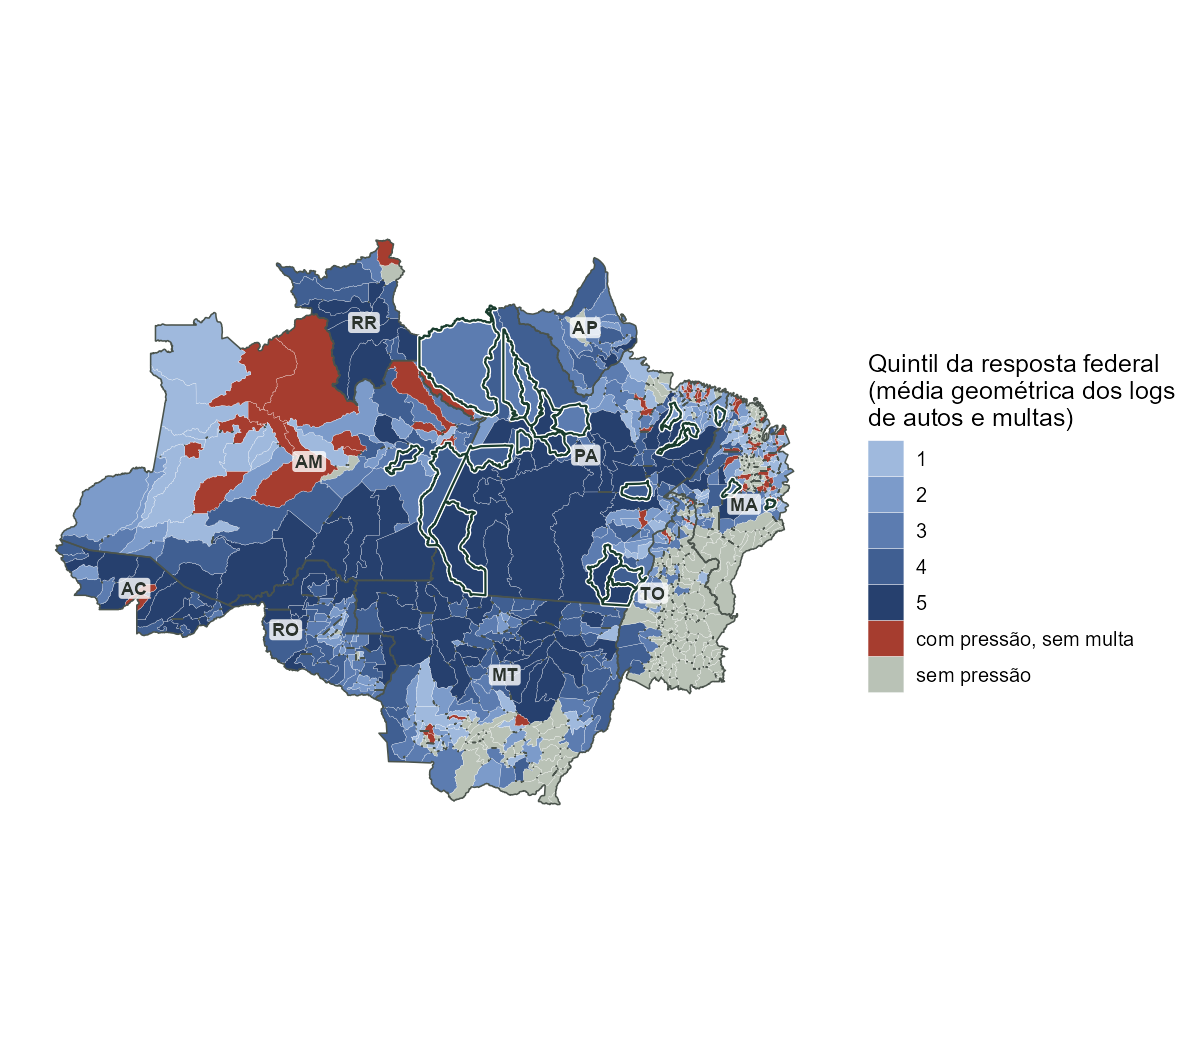 RR
AP
AM
PA
MA
AC
TO
RO
MT
Quintil da resposta federal
(média geométrica dos logs
de autos e multas)
1
2
3
4
5
com pressão, sem multa
sem pressão